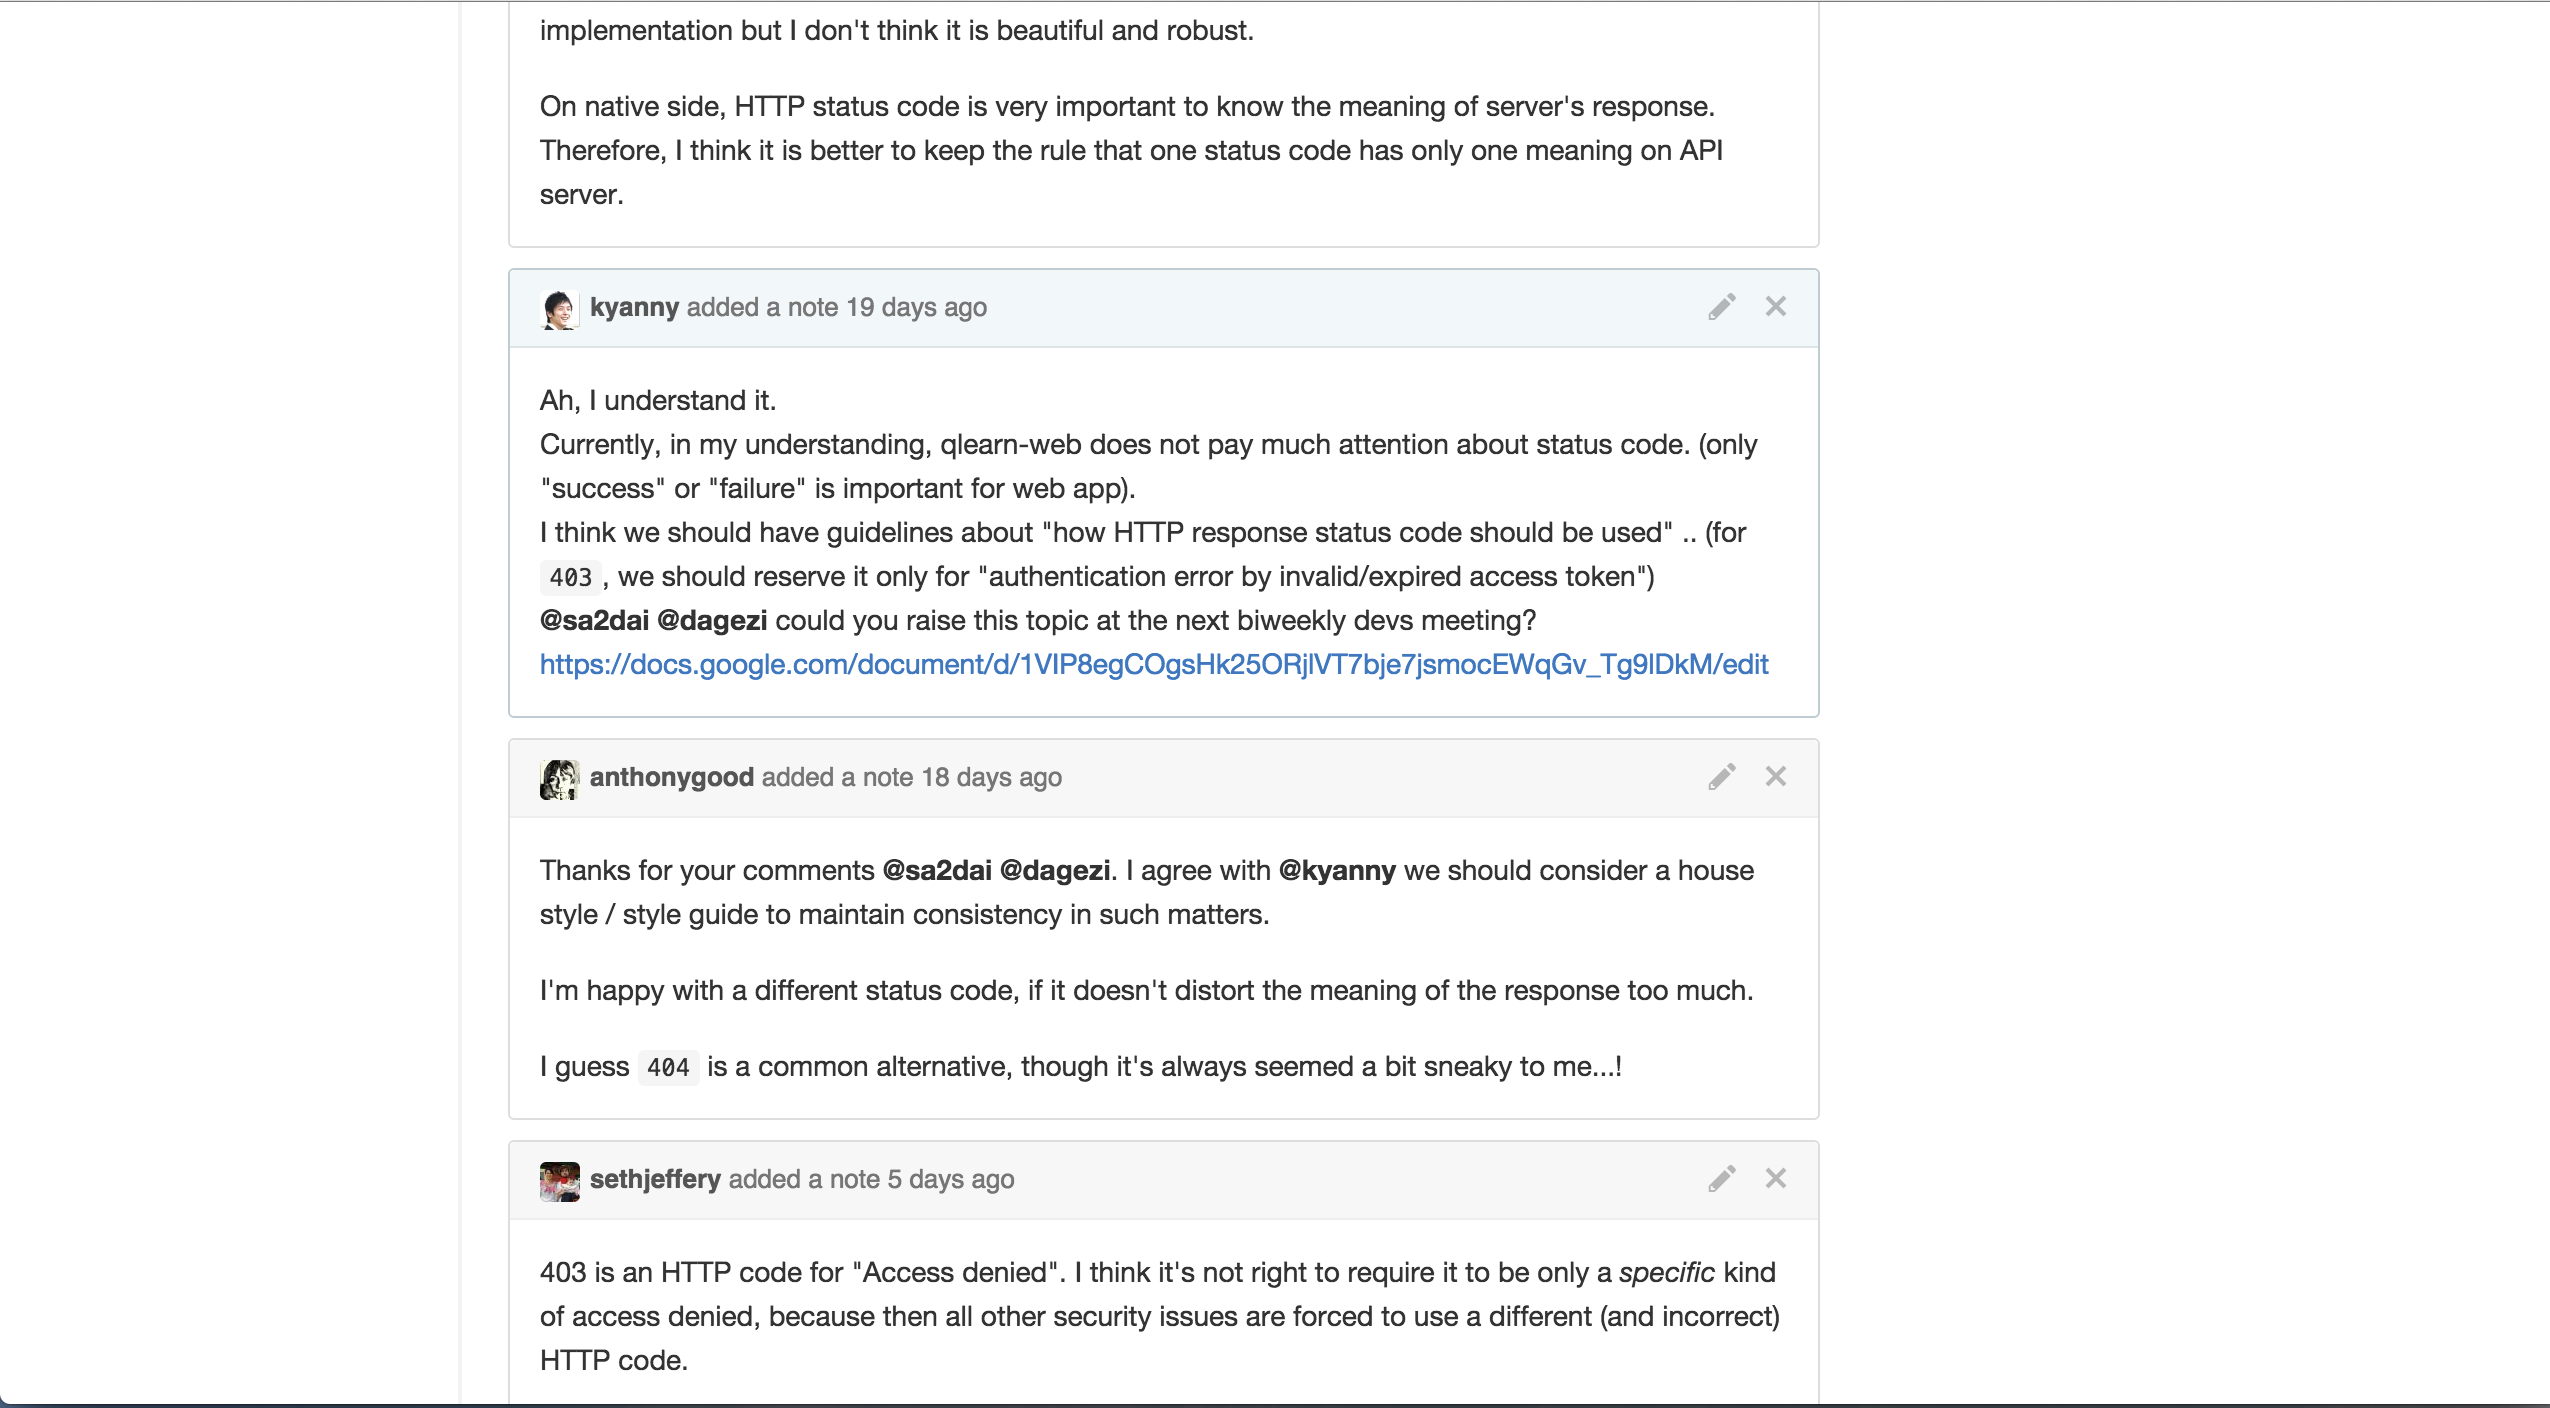 implementation but I don't think it is beautiful and robust.
On native side, HTTP status code is very important to know the meaning of server's response.
Therefore, I think it is better to keep the rule that one status code has only one meaning on API
server.
kyanny added a note 19 days ago
Ah, I understand it.
Currently, in my understanding, qlearn-web does not pay much attention about status code. (only
"success" or "failure" is important for web app).
I think we should have guidelines about "how HTTP response status code should be used" .. (for
403 , we should reserve it only for "authentication error by invalid/expired access token")
@sa2dai @dagezi could you raise this topic at the next biweekly devs meeting?
https://docs.google.com/document/d/1VIP8egCOgsHk25ORjlVT7bje7jsmocEWqGv_Tg9lDkM/edit
anthonygood added a note 18 days ago
Thanks for your comments @sa2dai @dagezi. I agree with @kyanny we should consider a house
style / style guide to maintain consistency in such matters.
I'm happy with a different status code, if it doesn't distort the meaning of the response too much.
I guess 404 is a common alternative, though it's always seemed a bit sneaky to me...!
sethjeffery added a note 5 days ago
403 is an HTTP code for "Access denied". I think it's not right to require it to be only a specific kind
of access denied, because then all other security issues are forced to use a different (and incorrect)
HTTP code.